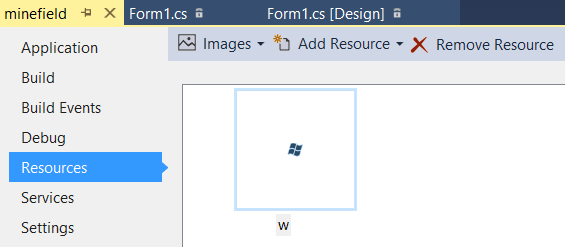 minefield Form1.cs Form1.cs [Design]
Images Add Resource Remove Resource
Application
Build
Build Events
Debug
Resources
Services
Settings
w